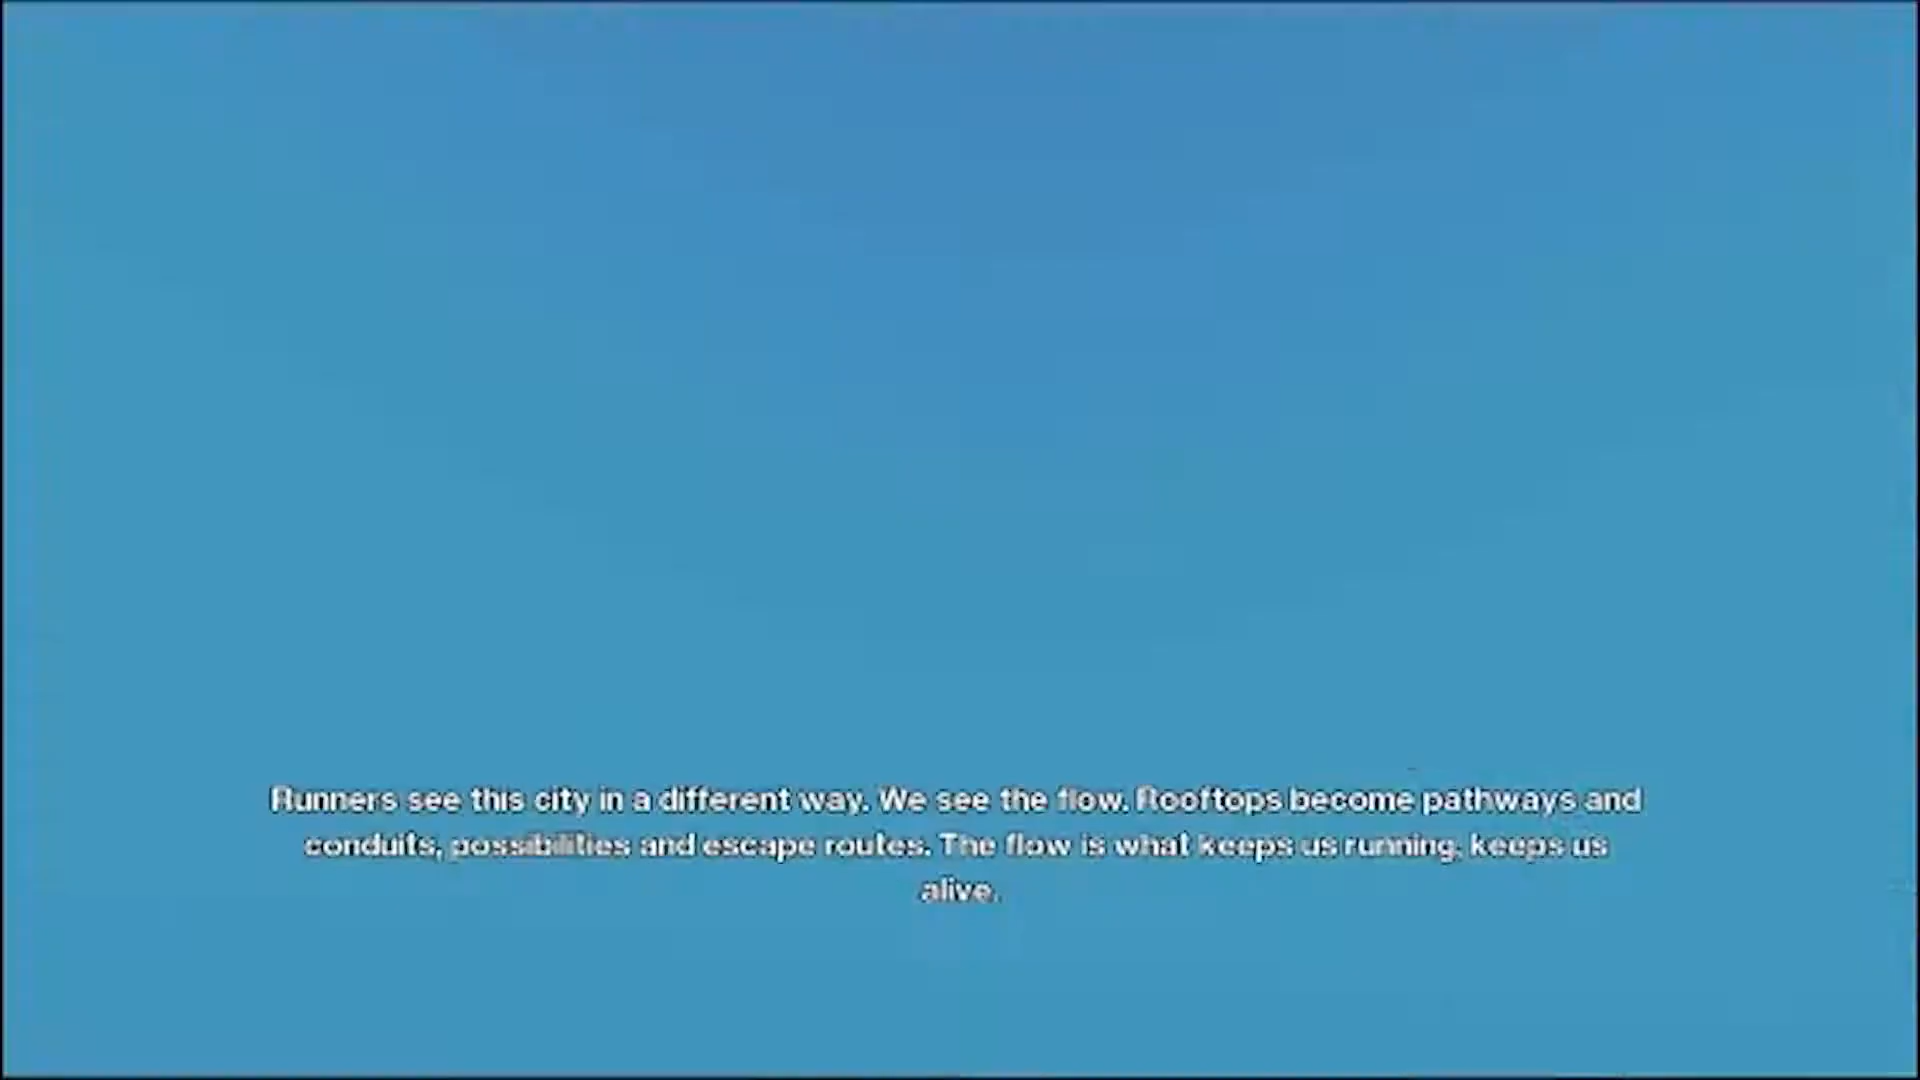 Runners see this city in a different way. We see the flow. Rooftops become pathways and
conduits, possibilities and escape routes. The flow is what keeps us running, keeps us
alive.